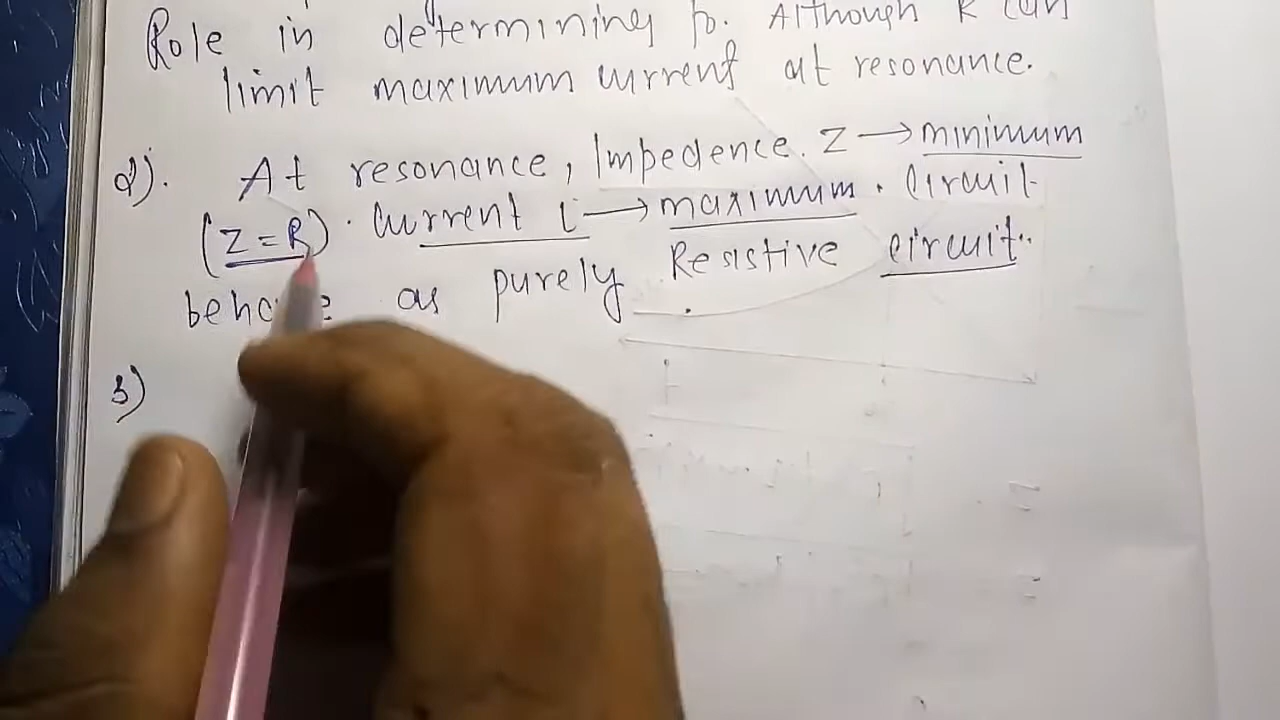 Role in determining fo. Although R can
limit maximum current at resonance.
2). At resonance, Impedence. Z → minimum
(Z = R) . current i → maximum . circuit
behave as purely Resistive circuit..
3)